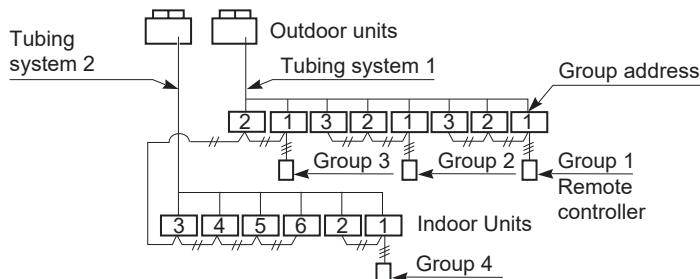 Outdoor units
Tubing
system 2
Tubing system 1
Group address
2 1 3 2 1 3 2 1
Group 3
Group 2
Group 1
Remote
controller
3 4 5 6 2 1
Indoor Units
Group 4